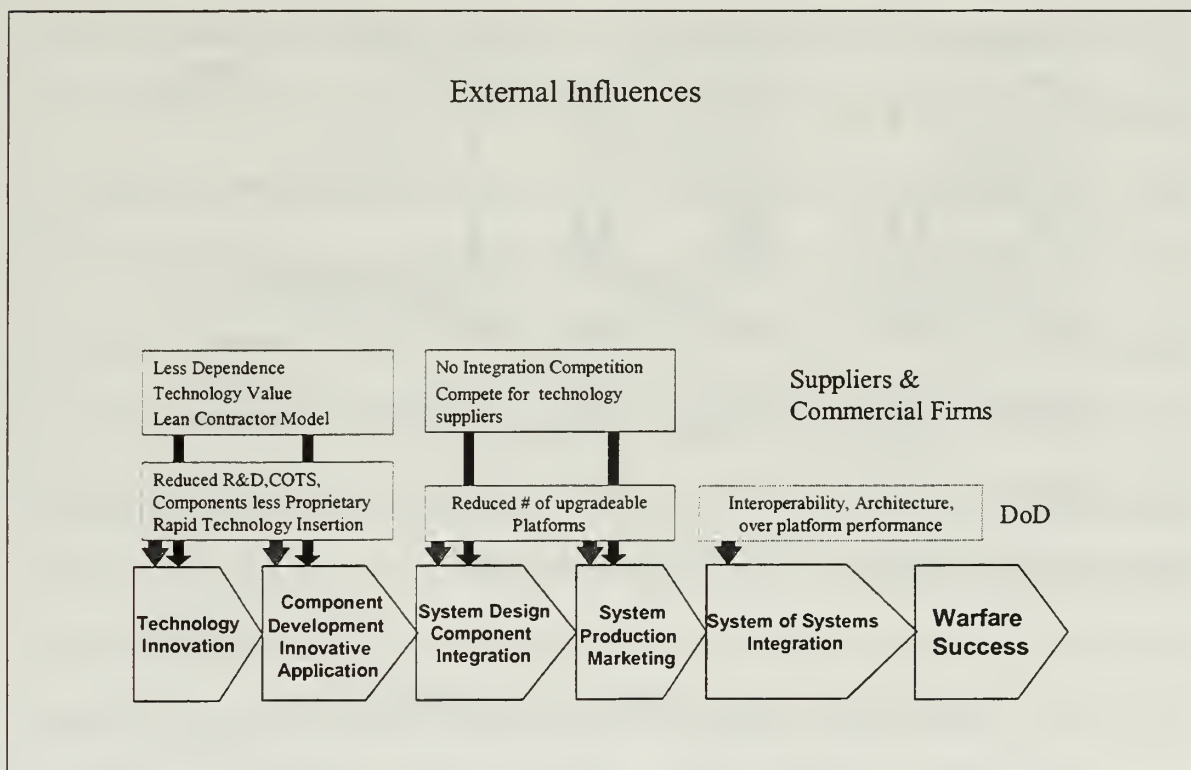 External Influences
Less Dependence
Technology Value
Lean Contractor Model
No Integration Competition
Compete for technology
suppliers
Suppliers &
Commercial Firms
Reduced R&D,COTS,
Components less Proprietary
Rapid Technology Insertion
Reduced # of upgradeable
Platforms
Interoperability, Architecture,
over platform performance
DoD
Technology
Innovation
Component
Development
Innovative
Application
System Design
Component
Integration
System
Production
Marketing
System of Systems
Integration
Warfare
Success